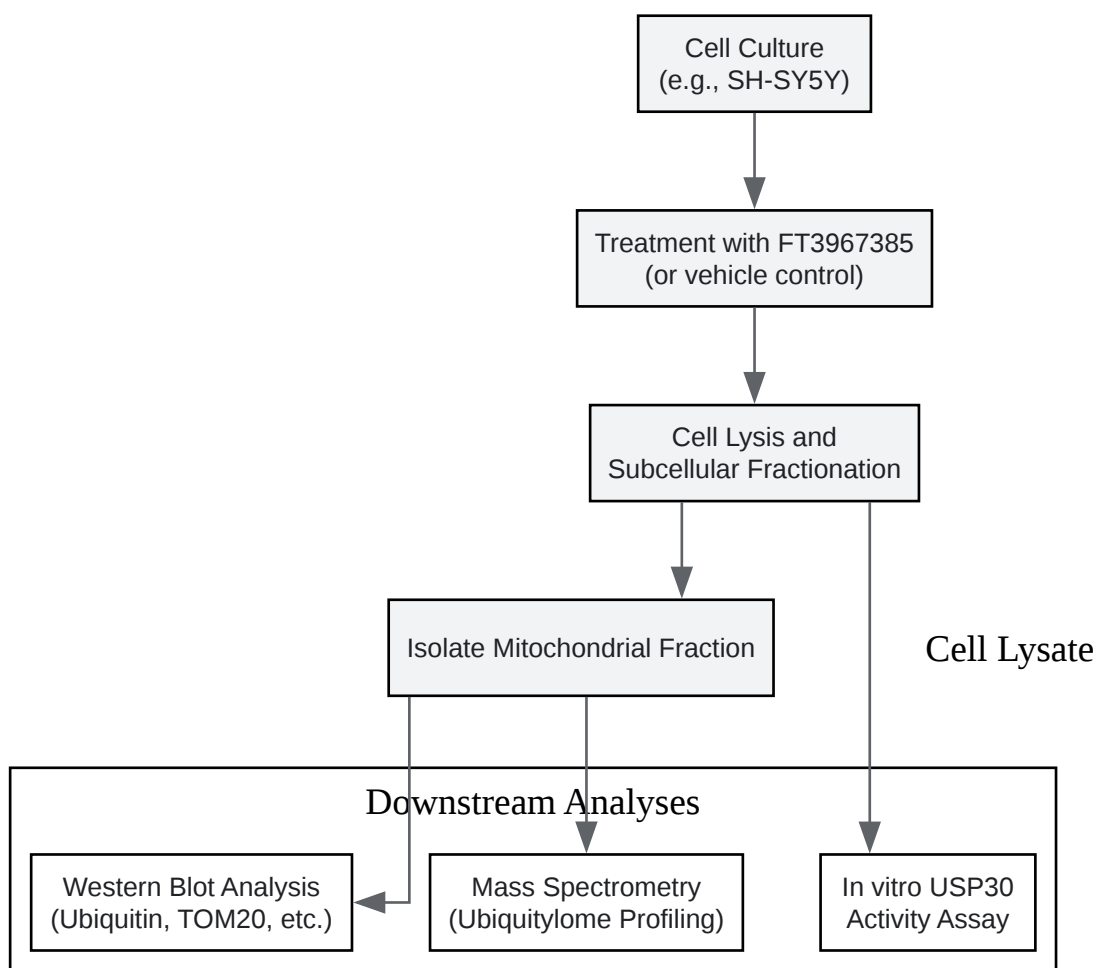 Cell Culture
(e.g., SH-SY5Y)
Treatment with FT3967385
(or vehicle control)
Cell Lysis and
Subcellular Fractionation
Isolate Mitochondrial Fraction
Cell Lysate
Downstream Analyses
Western Blot Analysis
(Ubiquitin, TOM20, etc.)
Mass Spectrometry
(Ubiquitylome Profiling)
In vitro USP30
Activity Assay